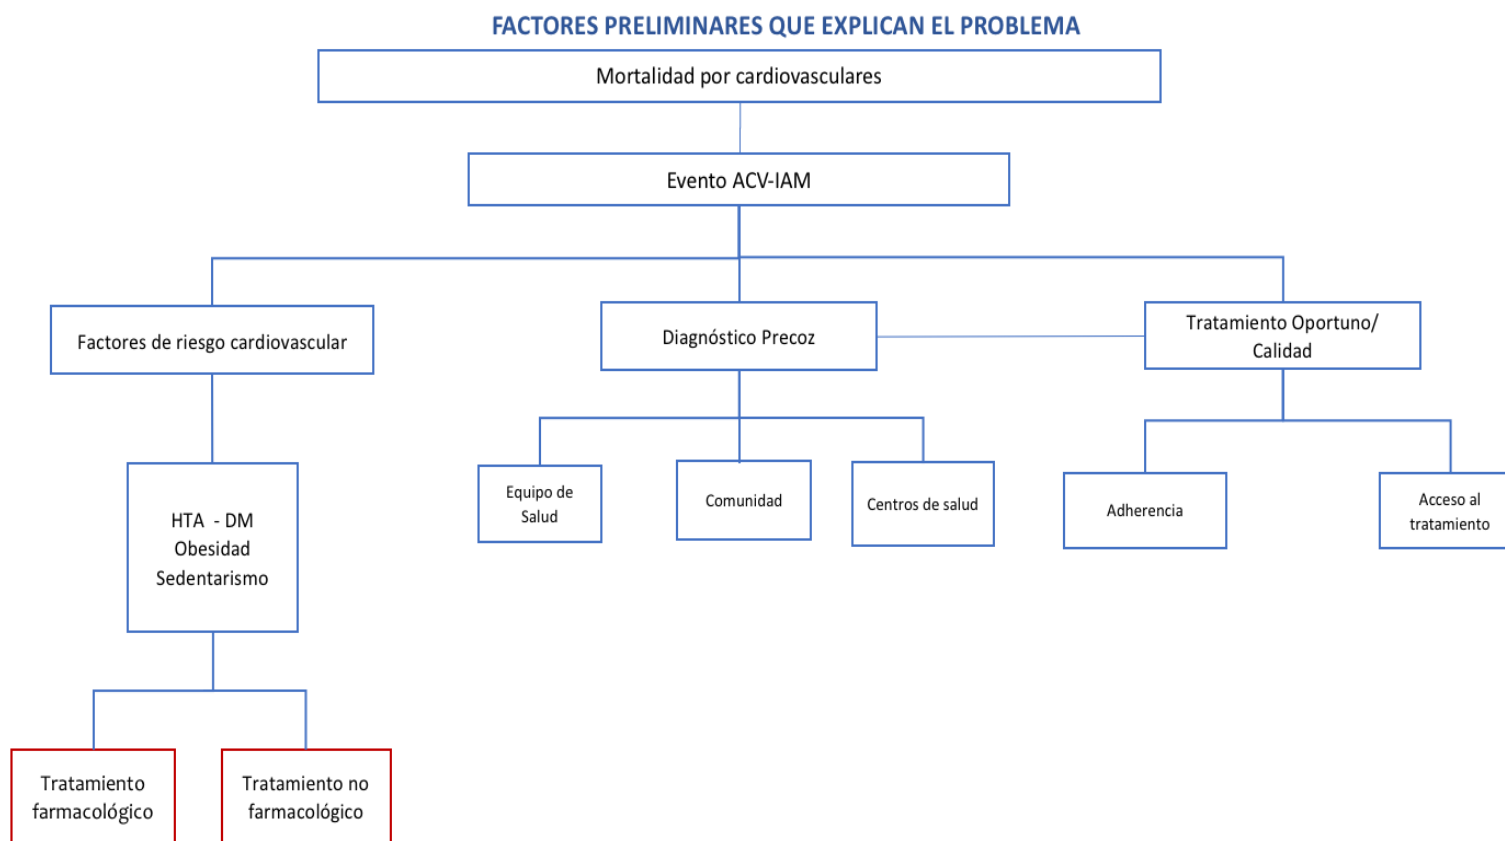 FACTORES PRELIMINARES QUE EXPLICAN EL PROBLEMA
Mortalidad por cardiovasculares
Evento ACV-IAM
Factores de riesgo cardiovascular
Diagnóstico Precoz
Tratamiento Oportuno/
Calidad
HTA - DM
Obesidad
Sedentarismo
Equipo de
Salud
Comunidad
Centros de salud
Adherencia
Acceso al
tratamiento
Tratamiento
farmacológico
Tratamiento no
farmacológico